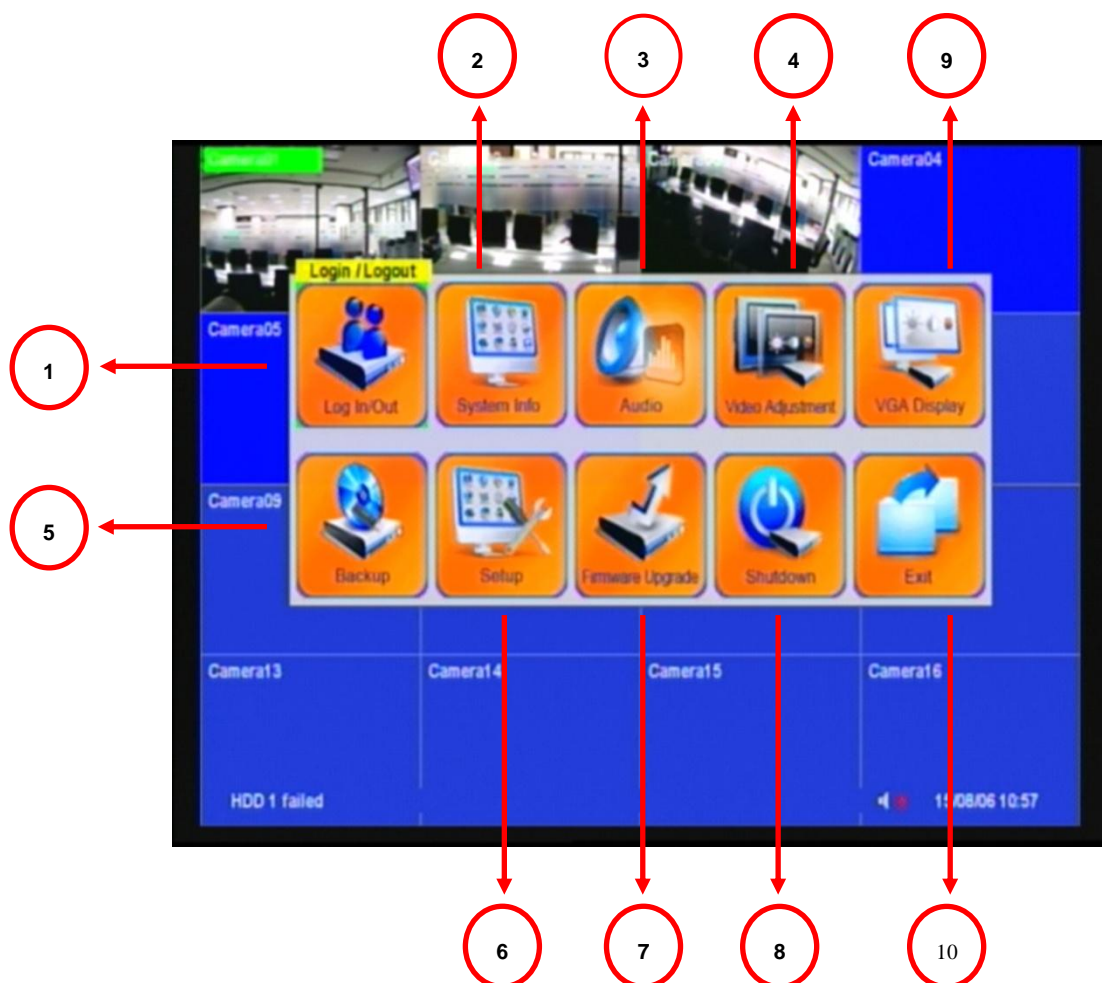 2
3
4
9
Camera04
Login / Logout
Camera05
1
Log In/Out
System Info
Audio
Video Adjustment
VGA Display
Camera09
5
Backup
Setup
Firmware Upgrade
Shutdown
Exit
Camera13
Camera14
Camera15
Camera16
HDD 1 failed
15/08/06 10:57
6
7
8
10